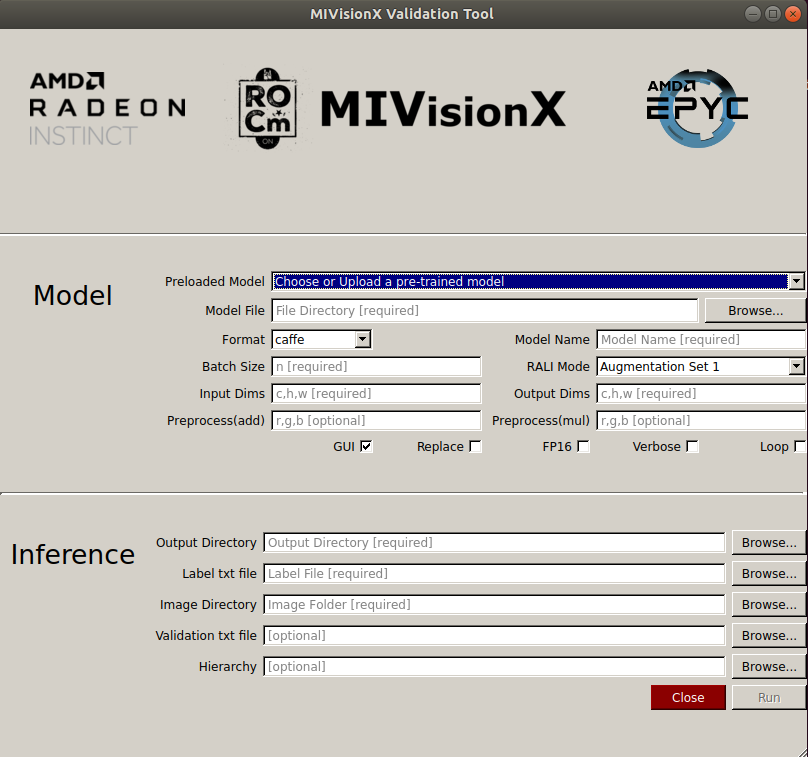 MIVisionX Validation Tool
AMD
RADEON
INSTINCT
RO
Cm
ON
MIVisionX
AMD
EPYC
Model
Preloaded Model Choose or Upload a pre-trained model
Model File File Directory [required] Browse...
Format caffe Model Name Model Name [required]
Batch Size n [required] RALI Mode Augmentation Set 1
Input Dims c,h,w [required] Output Dims c,h,w [required]
Preprocess(add) r,g,b [optional] Preprocess(mul) r,g,b [optional]
GUI Replace FP16 Verbose Loop
Inference
Output Directory Output Directory [required] Browse...
Label txt file Label File [required] Browse...
Image Directory Image Folder [required] Browse...
Validation txt file [optional] Browse...
Hierarchy [optional] Browse...
Close Run